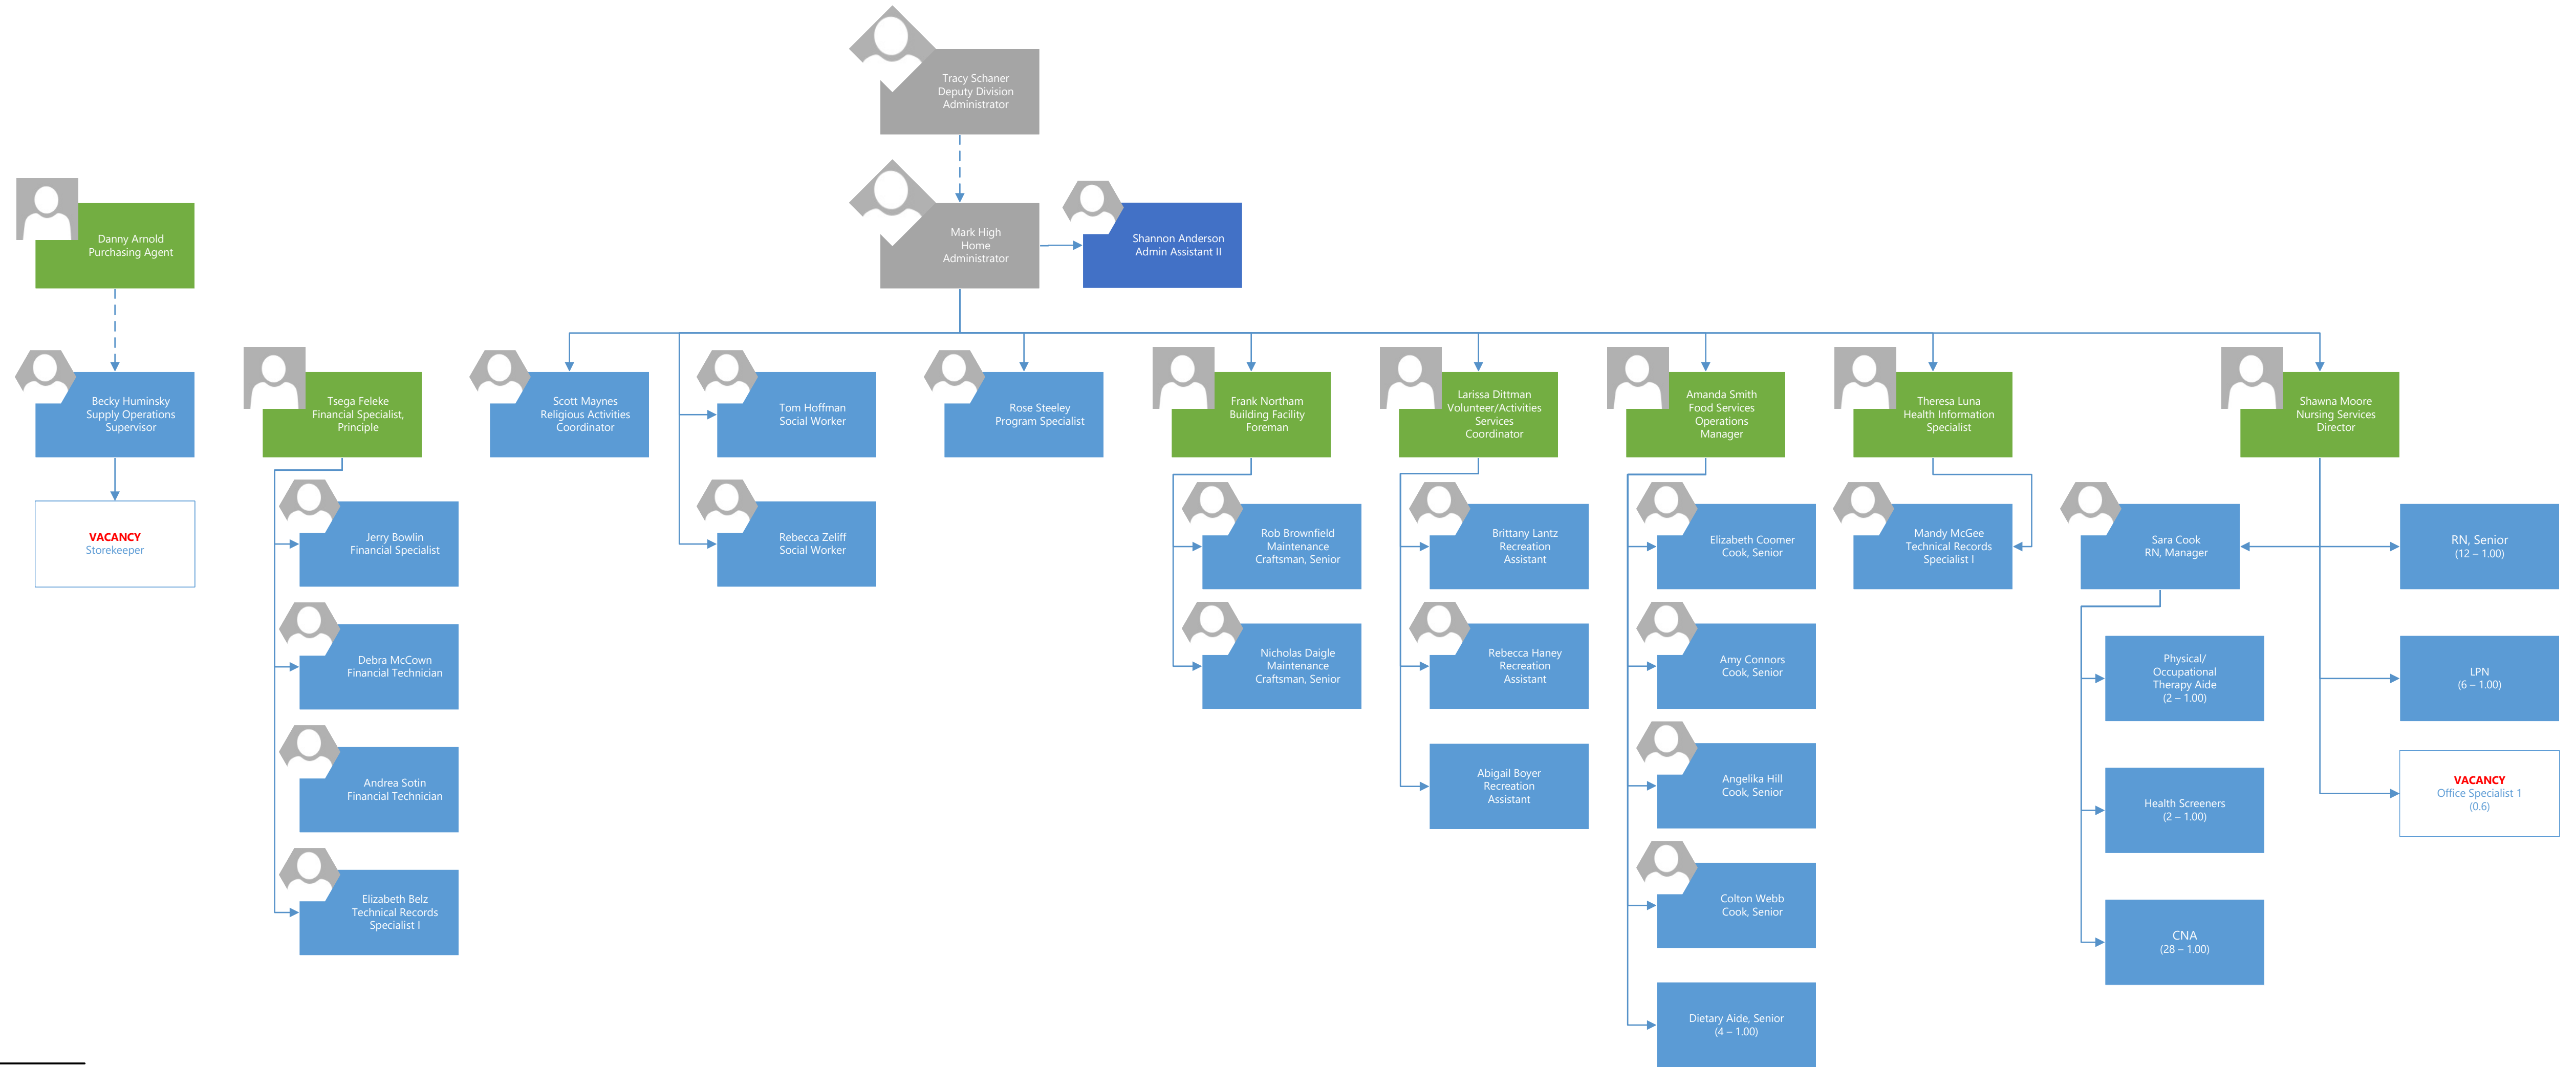 Tracy Schaner
Deputy Division
Administrator
Danny Arnold
Purchasing Agent
Mark High
Home
Administrator
Shannon Anderson
Admin Assistant II
Becky Huminsky
Supply Operations
Supervisor
Tsega Feleke
Financial Specialist,
Principle
Scott Maynes
Religious Activities
Coordinator
Tom Hoffman
Social Worker
Rose Steeley
Program Specialist
Frank Northam
Building Facility
Foreman
Larissa Dittman
Volunteer/Activities
Services
Coordinator
Amanda Smith
Food Services
Operations
Manager
Theresa Luna
Health Information
Specialist
Shawna Moore
Nursing Services
Director
VACANCY
Storekeeper
Jerry Bowlin
Financial Specialist
Rebecca Zeliff
Social Worker
Rob Brownfield
Maintenance
Craftsman, Senior
Brittany Lantz
Recreation
Assistant
Elizabeth Coomer
Cook, Senior
Mandy McGee
Technical Records
Specialist I
Sara Cook
RN, Manager
RN, Senior
(12 – 1.00)
Debra McCown
Financial Technician
Nicholas Daigle
Maintenance
Craftsman, Senior
Rebecca Haney
Recreation
Assistant
Amy Connors
Cook, Senior
Physical/
Occupational
Therapy Aide
(2 – 1.00)
LPN
(6 – 1.00)
Andrea Sotin
Financial Technician
Abigail Boyer
Recreation
Assistant
Angelika Hill
Cook, Senior
Health Screeners
(2 – 1.00)
VACANCY
Office Specialist 1
(0.6)
Elizabeth Belz
Technical Records
Specialist I
Colton Webb
Cook, Senior
CNA
(28 – 1.00)
Dietary Aide, Senior
(4 – 1.00)